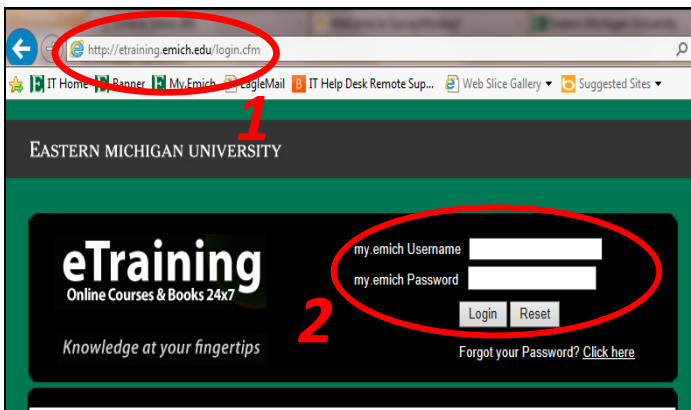 http://etraining.emich.edu/login.cfm
IT Home Banner My.Emich EagleMail IT Help Desk Remote Sup... Web Slice Gallery Suggested Sites
1
EASTERN MICHIGAN UNIVERSITY
eTraining
Online Courses & Books 24x7
Knowledge at your fingertips
2
my.emich Username
my.emich Password
Login Reset
Forgot your Password? Click here